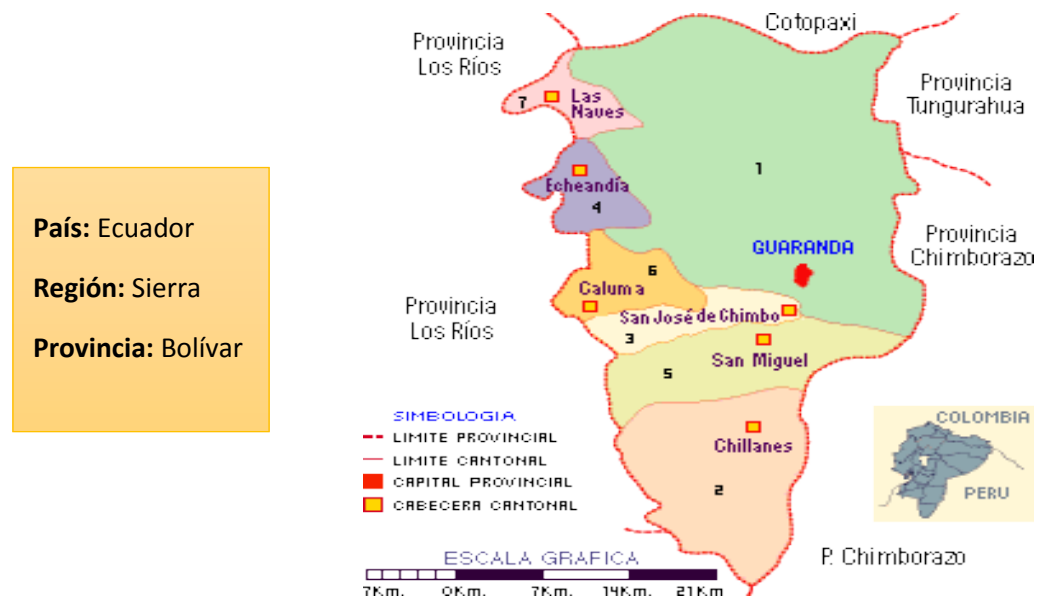 País: Ecuador
Región: Sierra
Provincia: Bolívar
Cotopaxi
Provincia
Los Ríos
Provincia
Tungurahua
7
Las
Naves
1
Echeandía
4
GUARANDA
Provincia
Chimborazo
6
Caluma
Provincia
Los Ríos
San José de Chimbo
3
San Miguel
5
Chillanes
2
SIMBOLOGIA
LIMITE PROVINCIAL
LIMITE CANTONAL
CAPITAL PROVINCIAL
CABECERA CANTONAL
COLOMBIA
PERU
P. Chimborazo
ESCALA GRAFICA
7Km. 0Km. 7Km. 14Km. 21Km